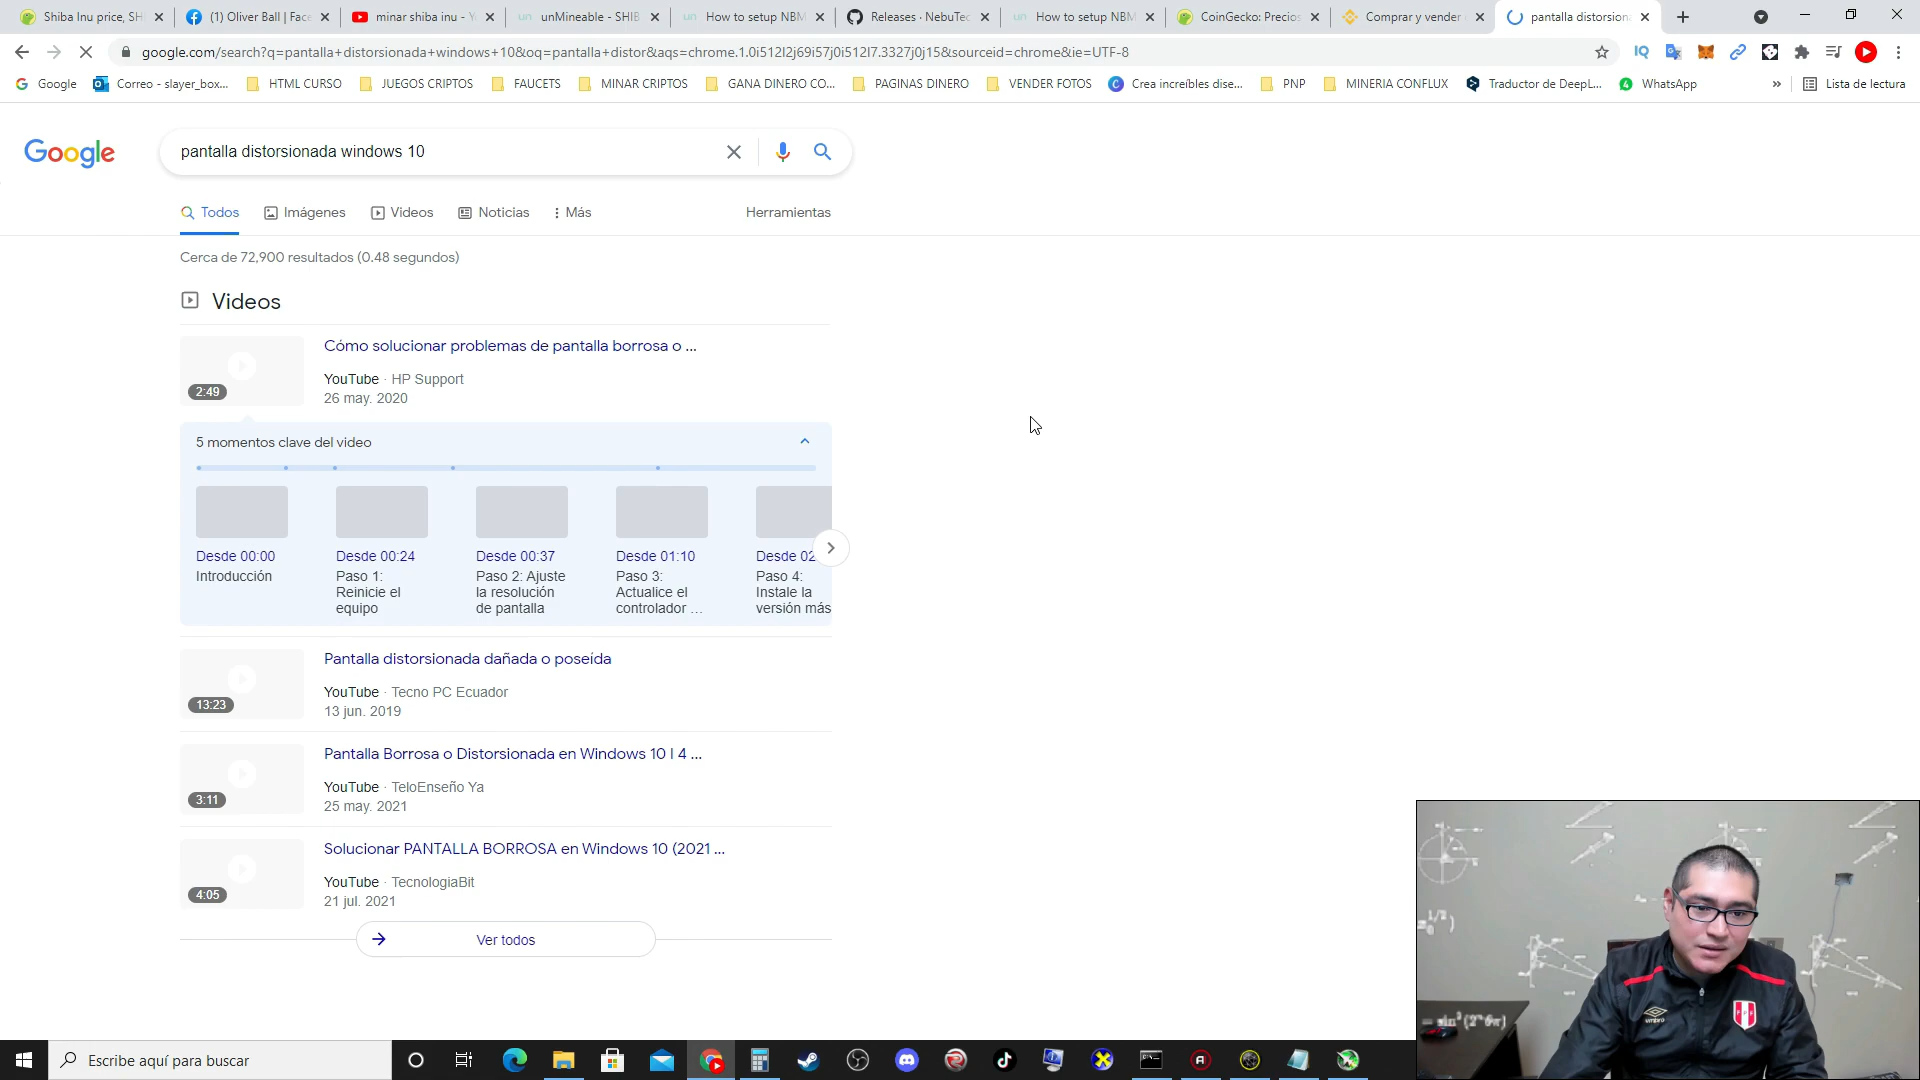 Shiba Inu price, SHI
(1) Oliver Ball | Face
minar shiba inu - Y
unMineable - SHIB
How to setup NBM
Releases · NebuTec
How to setup NBM
CoinGecko: Precios
Comprar y vender
pantalla distorsion
google.com/search?q=pantalla+distorsionada+windows+10&oq=pantalla+distor&aqs=chrome.1.0i512l2j69i57j0i512l7.3327j0j15&sourceid=chrome&ie=UTF-8
Google
Correo - slayer_box...
HTML CURSO
JUEGOS CRIPTOS
FAUCETS
MINAR CRIPTOS
GANA DINERO CO...
PAGINAS DINERO
VENDER FOTOS
Crea increíbles dise...
PNP
MINERIA CONFLUX
Traductor de DeepL...
WhatsApp
Lista de lectura
Google
pantalla distorsionada windows 10
Todos
Imágenes
Videos
Noticias
Más
Herramientas
Cerca de 72,900 resultados (0.48 segundos)
Videos
Cómo solucionar problemas de pantalla borrosa o ...
YouTube · HP Support
26 may. 2020
2:49
5 momentos clave del video
Desde 00:00
Introducción
Desde 00:24
Paso 1:
Reinicie el
equipo
Desde 00:37
Paso 2: Ajuste
la resolución
de pantalla
Desde 01:10
Paso 3:
Actualice el
controlador ...
Desde 02
Paso 4:
Instale la
versión más
Pantalla distorsionada dañada o poseída
YouTube · Tecno PC Ecuador
13 jun. 2019
13:23
Pantalla Borrosa o Distorsionada en Windows 10 I 4 ...
YouTube · TeloEnseño Ya
25 may. 2021
3:11
Solucionar PANTALLA BORROSA en Windows 10 (2021 ...
YouTube · TecnologiaBit
21 jul. 2021
4:05
Ver todos
umbro
Escribe aquí para buscar